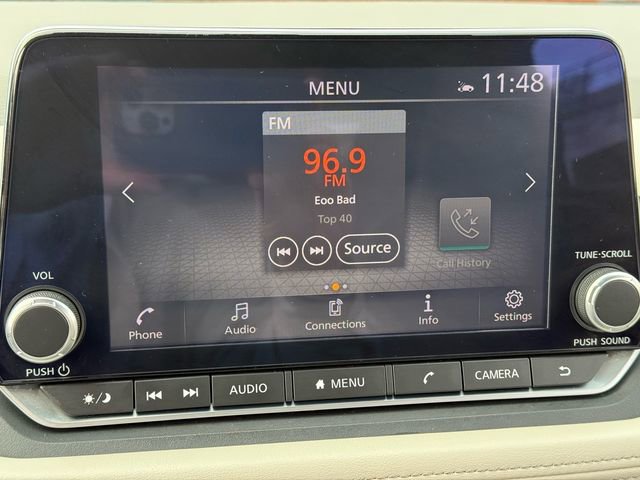 MENU
11:48
FM
96.9
FM
Eoo Bad
Top 40
Source
Call History
Phone
Audio
Connections
Info
Settings
VOL
PUSH
TUNE·SCROLL
PUSH SOUND
AUDIO
MENU
CAMERA